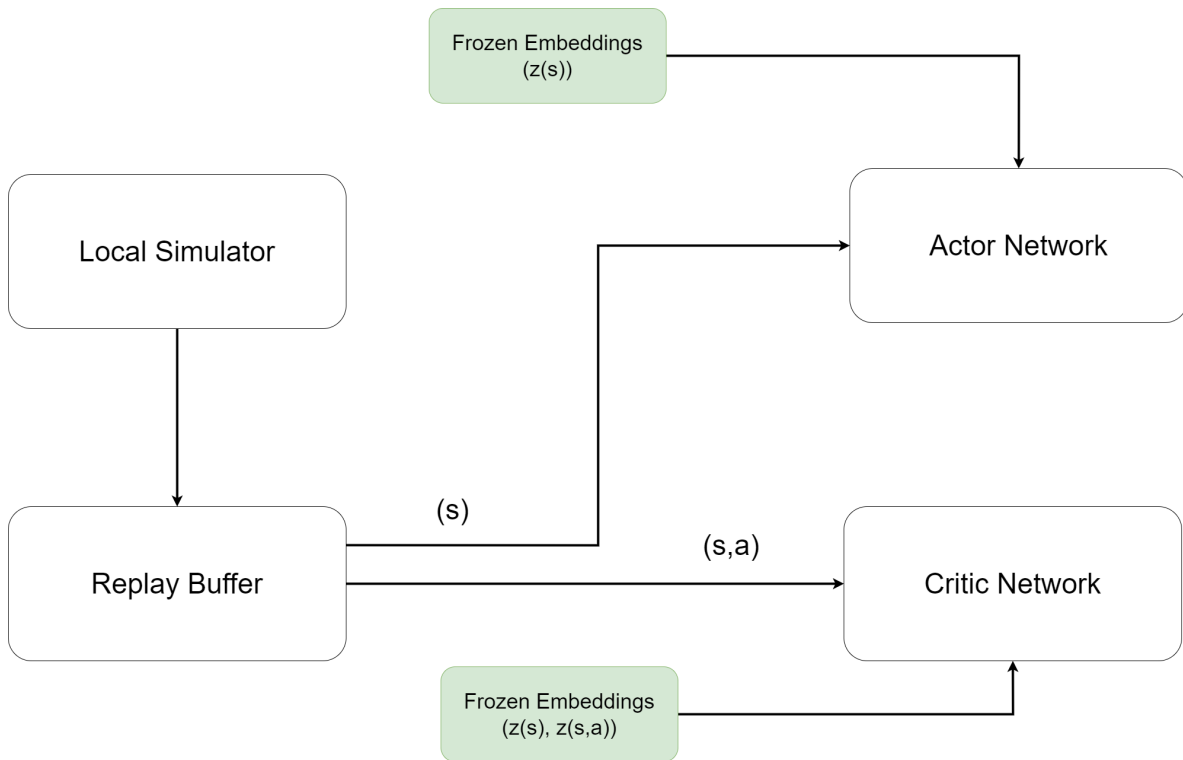 Frozen Embeddings
(z(s))
Local Simulator
Actor Network
(s)
(s,a)
Replay Buffer
Critic Network
Frozen Embeddings
(z(s), z(s,a))